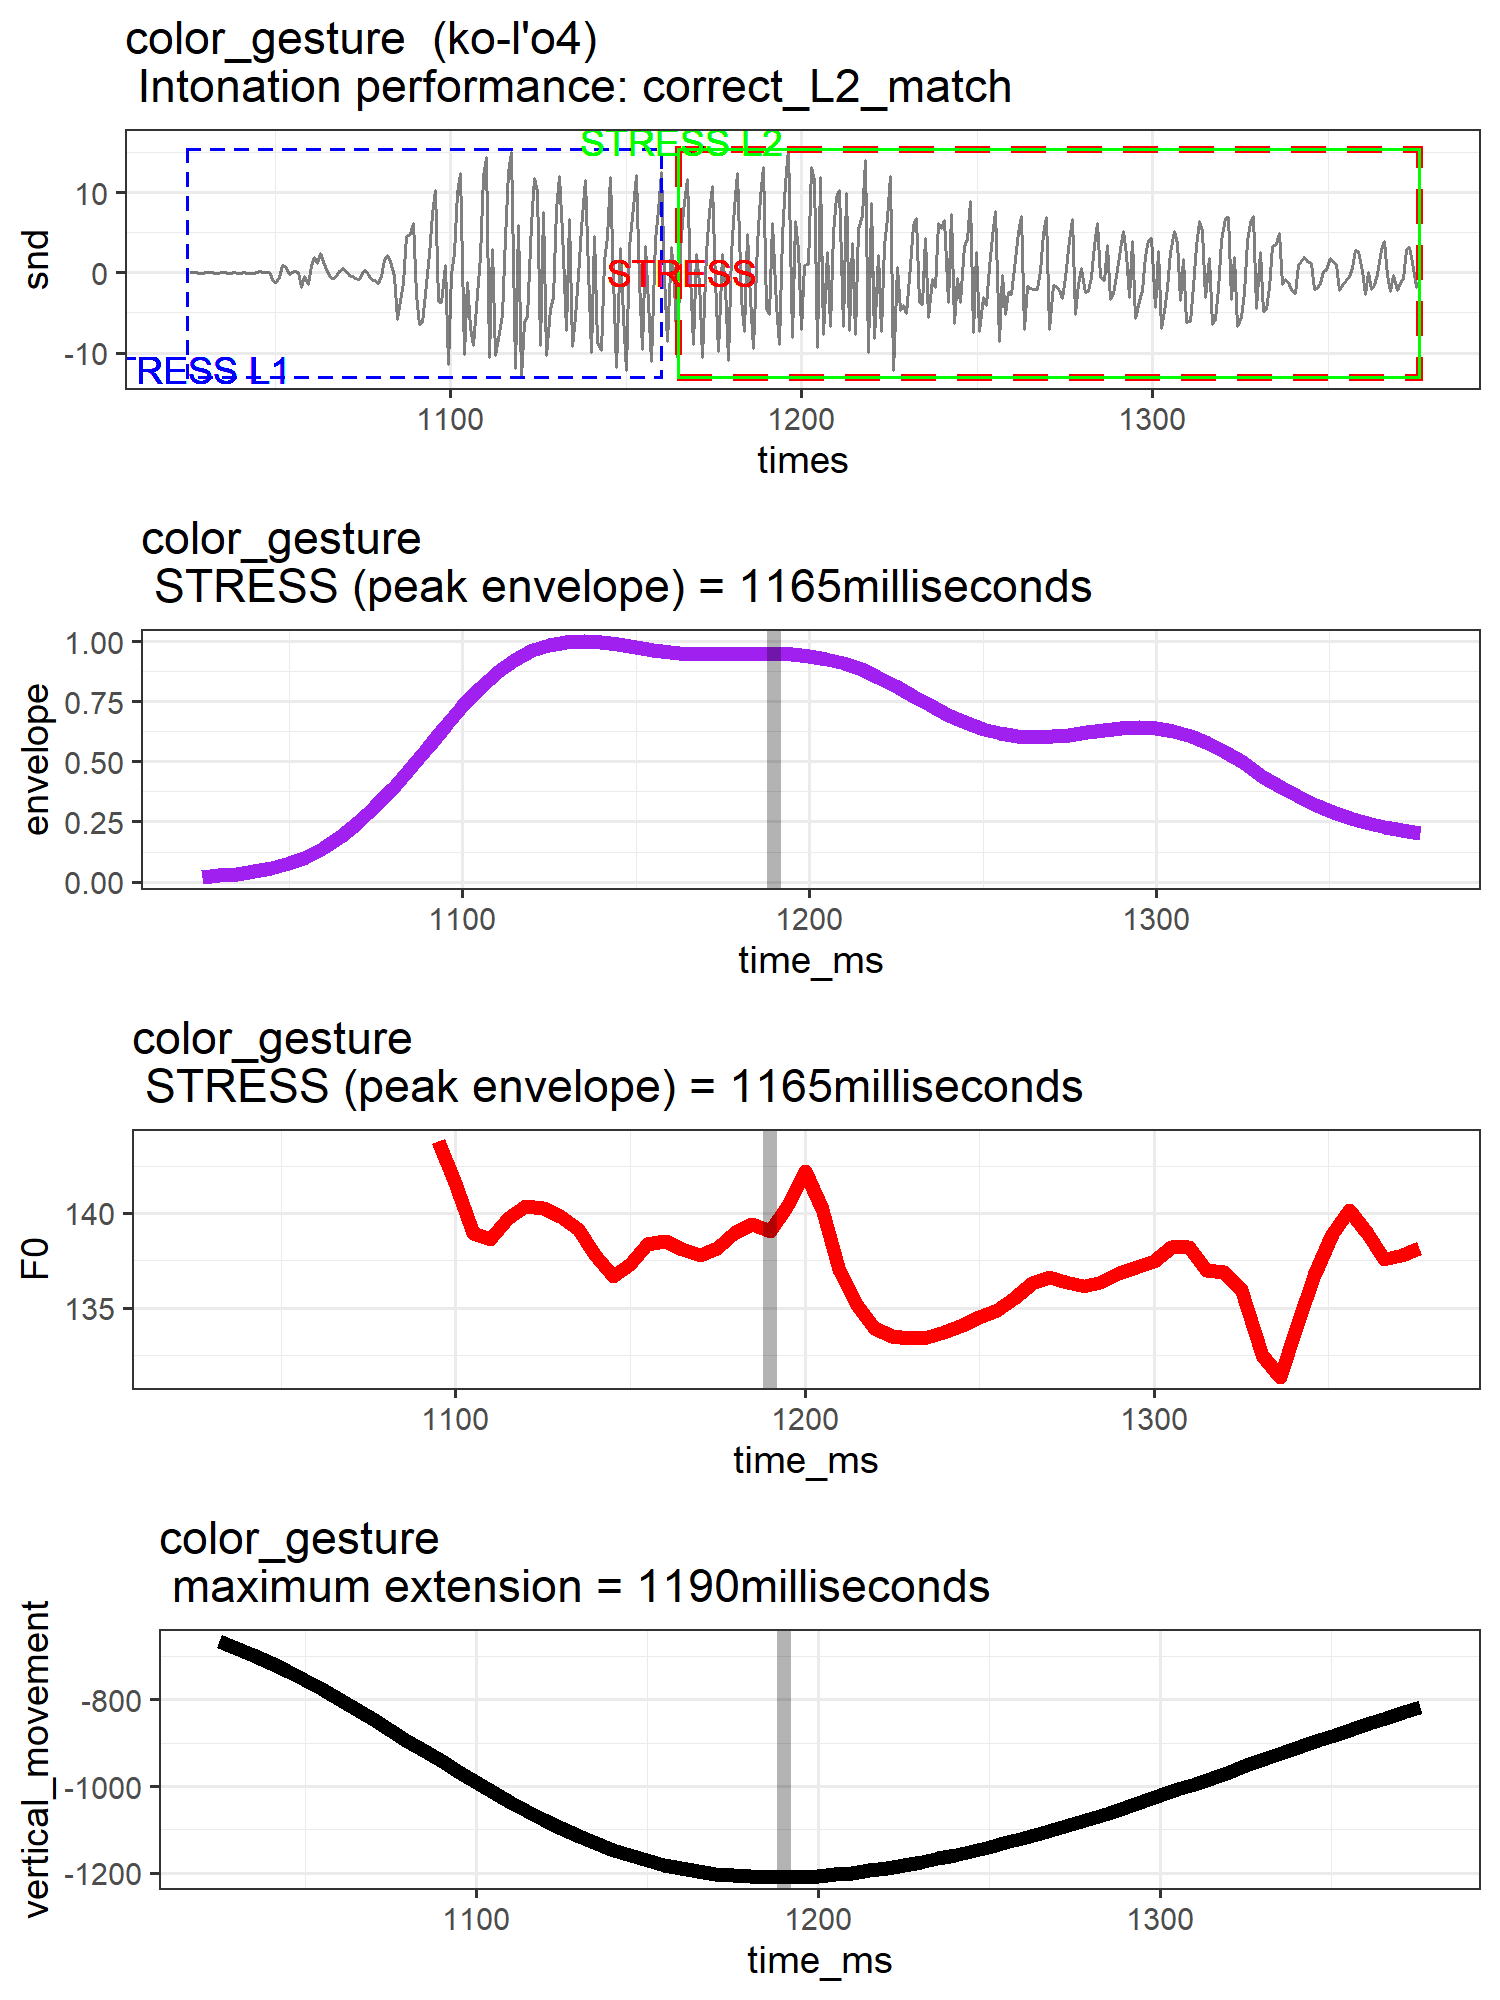 color_gesture  (ko-l'o4)
Intonation performance: correct_L2_match
STRESS L2
STRESS
TRESS L1
snd
10
0
-10
1100 1200 1300
times
color_gesture
STRESS (peak envelope) = 1165milliseconds
envelope
1.00
0.75
0.50
0.25
0.00
1100 1200 1300
time_ms
color_gesture
STRESS (peak envelope) = 1165milliseconds
F0
140
135
1100 1200 1300
time_ms
color_gesture
maximum extension = 1190milliseconds
vertical_movement
-800
-1000
-1200
1100 1200 1300
time_ms